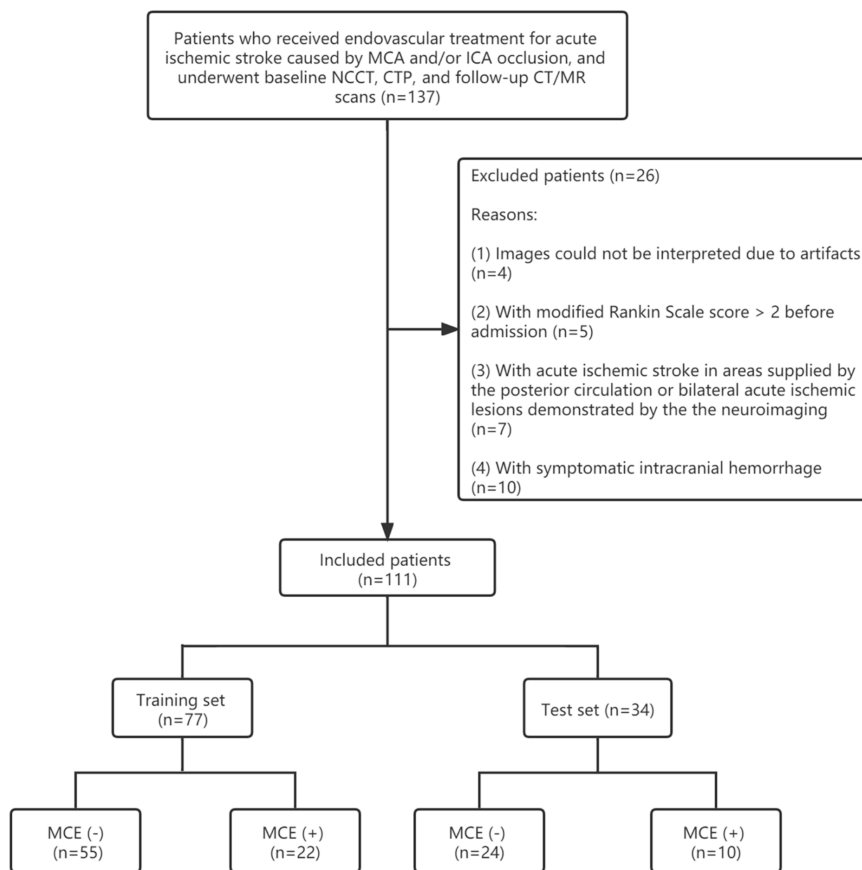 Patients who received endovascular treatment for acute
ischemic stroke caused by MCA and/or ICA occlusion, and
underwent baseline NCCT, CTP, and follow-up CT/MR
scans (n=137)
Excluded patients (n=26)
Reasons:
(1) Images could not be interpreted due to artifacts
(n=4)
(2) With modified Rankin Scale score > 2 before
admission (n=5)
(3) With acute ischemic stroke in areas supplied by
the posterior circulation or bilateral acute ischemic
lesions demonstrated by the the neuroimaging
(n=7)
(4) With symptomatic intracranial hemorrhage
(n=10)
Included patients
(n=111)
Training set
(n=77)
Test set (n=34)
MCE (-)
(n=55)
MCE (+)
(n=22)
MCE (-)
(n=24)
MCE (+)
(n=10)